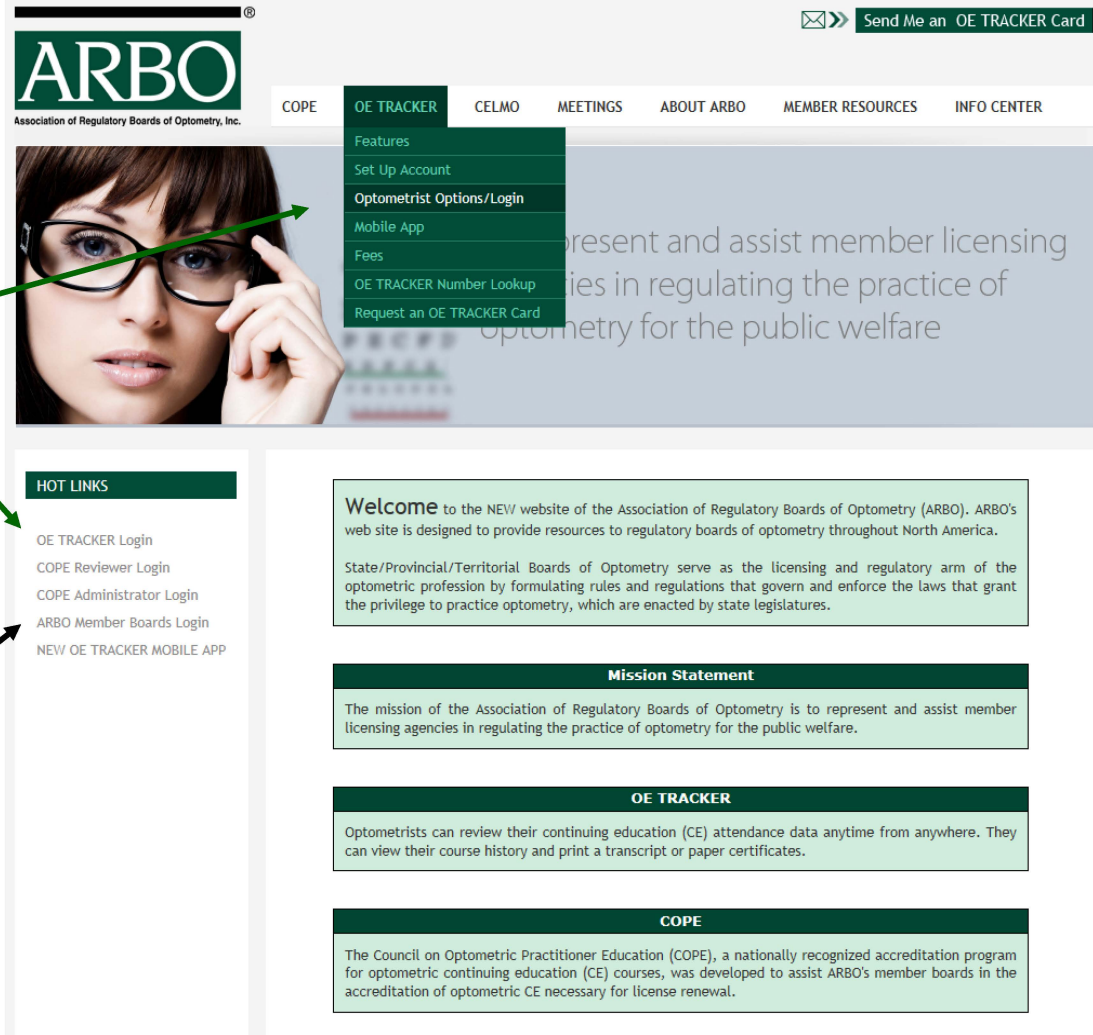 ®
Send Me an OE TRACKER Card
ARBO
Association of Regulatory Boards of Optometry, Inc.
COPE OE TRACKER CELMO MEETINGS ABOUT ARBO MEMBER RESOURCES INFO CENTER
Features
Set Up Account
Optometrist Options/Login
Mobile App
Fees
OE TRACKER Number Lookup
Request an OE TRACKER Card
present and assist member licensing
ies in regulating the practice of
optometry for the public welfare
P E C F D
HOT LINKS
OE TRACKER Login
COPE Reviewer Login
COPE Administrator Login
ARBO Member Boards Login
NEW OE TRACKER MOBILE APP
Welcome to the NEW website of the Association of Regulatory Boards of Optometry (ARBO). ARBO's
web site is designed to provide resources to regulatory boards of optometry throughout North America.
State/Provincial/Territorial Boards of Optometry serve as the licensing and regulatory arm of the
optometric profession by formulating rules and regulations that govern and enforce the laws that grant
the privilege to practice optometry, which are enacted by state legislatures.
Mission Statement
The mission of the Association of Regulatory Boards of Optometry is to represent and assist member
licensing agencies in regulating the practice of optometry for the public welfare.
OE TRACKER
Optometrists can review their continuing education (CE) attendance data anytime from anywhere. They
can view their course history and print a transcript or paper certificates.
COPE
The Council on Optometric Practitioner Education (COPE), a nationally recognized accreditation program
for optometric continuing education (CE) courses, was developed to assist ARBO's member boards in the
accreditation of optometric CE necessary for license renewal.